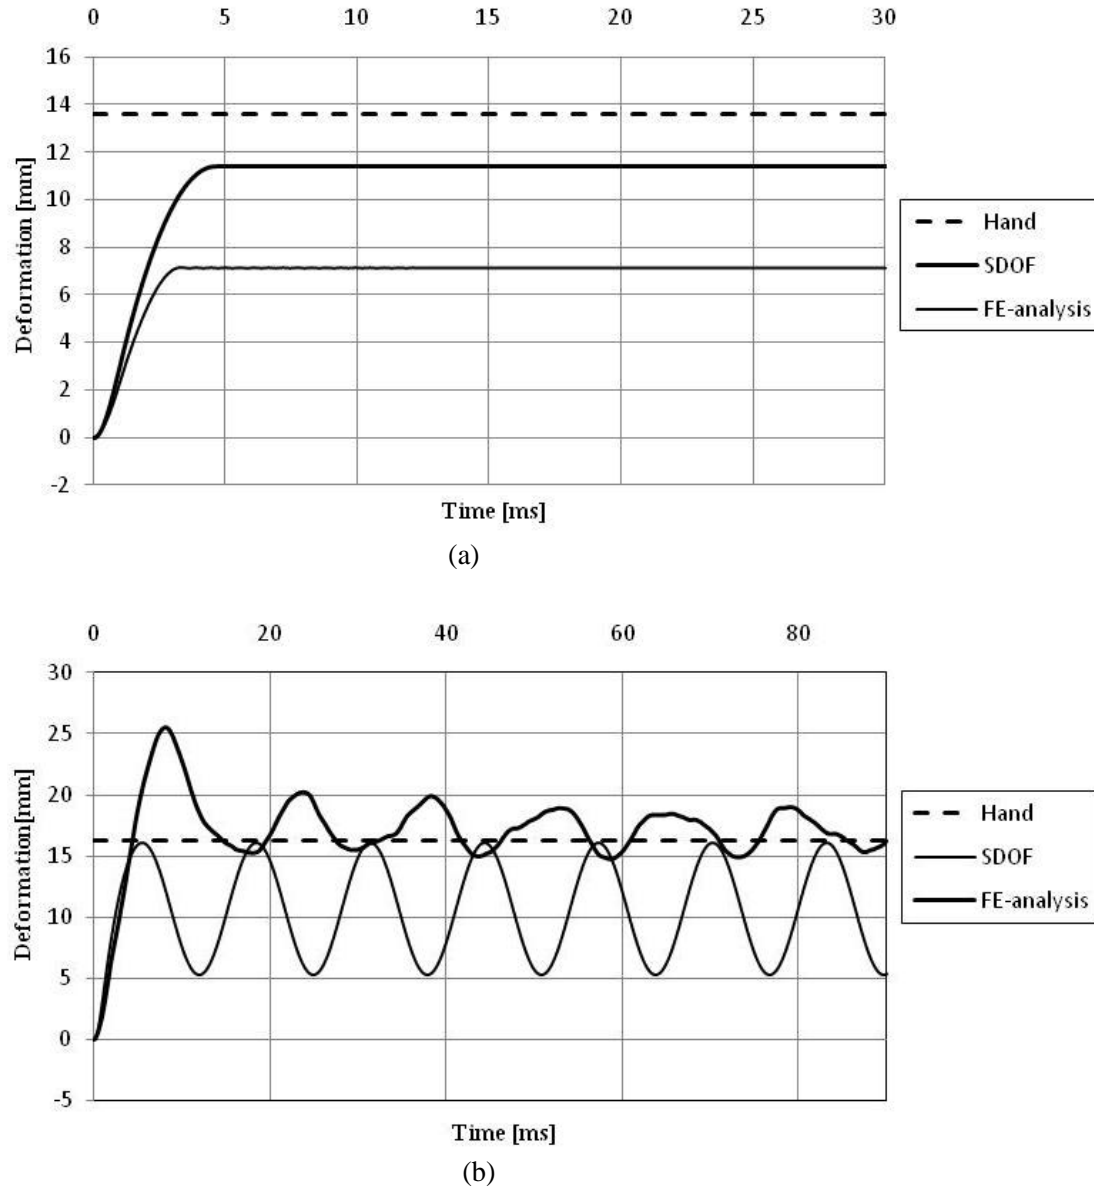 0 5 10 15 20 25 30
16
14
12
10
8
6
4
2
0
-2
Deformation [mm]
Time [ms]
Hand
SDOF
FE-analysis
(a)
0 20 40 60 80
30
25
20
15
10
5
0
-5
Deformation[mm]
Time [ms]
Hand
SDOF
FE-analysis
(b)